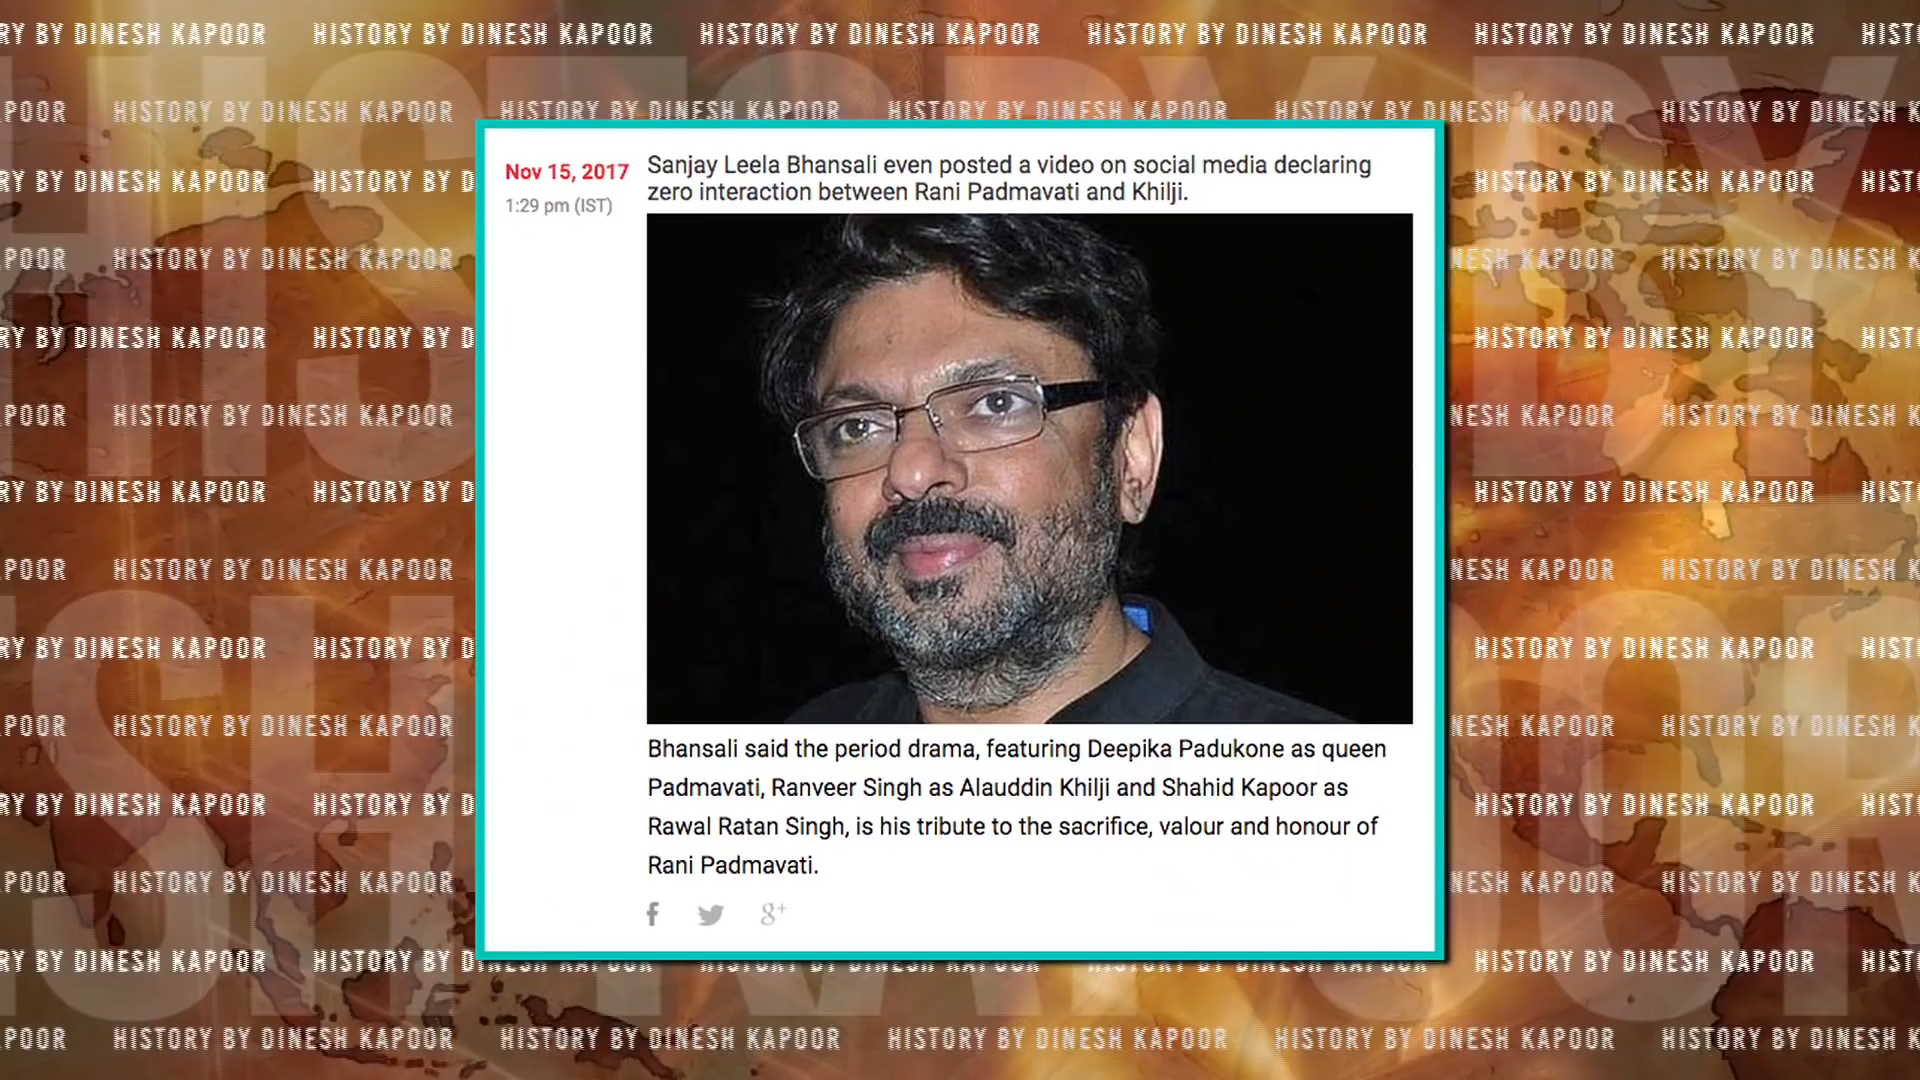 HISTORY BY DINESH KAPOOR
Nov 15, 2017
1:29 pm (IST)
Sanjay Leela Bhansali even posted a video on social media declaring
zero interaction between Rani Padmavati and Khilji.
Bhansali said the period drama, featuring Deepika Padukone as queen
Padmavati, Ranveer Singh as Alauddin Khilji and Shahid Kapoor as
Rawal Ratan Singh, is his tribute to the sacrifice, valour and honour of
Rani Padmavati.